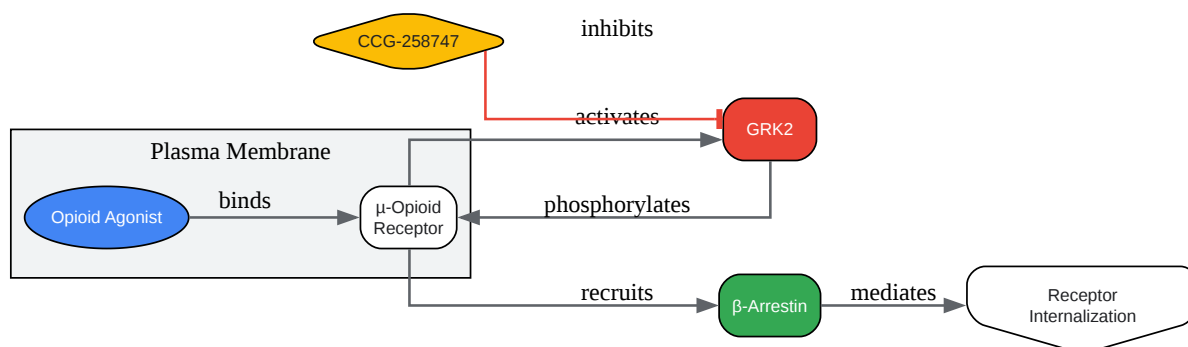 inhibits
CCG-258747
activates
GRK2
Plasma Membrane
binds
Opioid Agonist
µ-Opioid
Receptor
phosphorylates
recruits
β-Arrestin
mediates
Receptor
Internalization